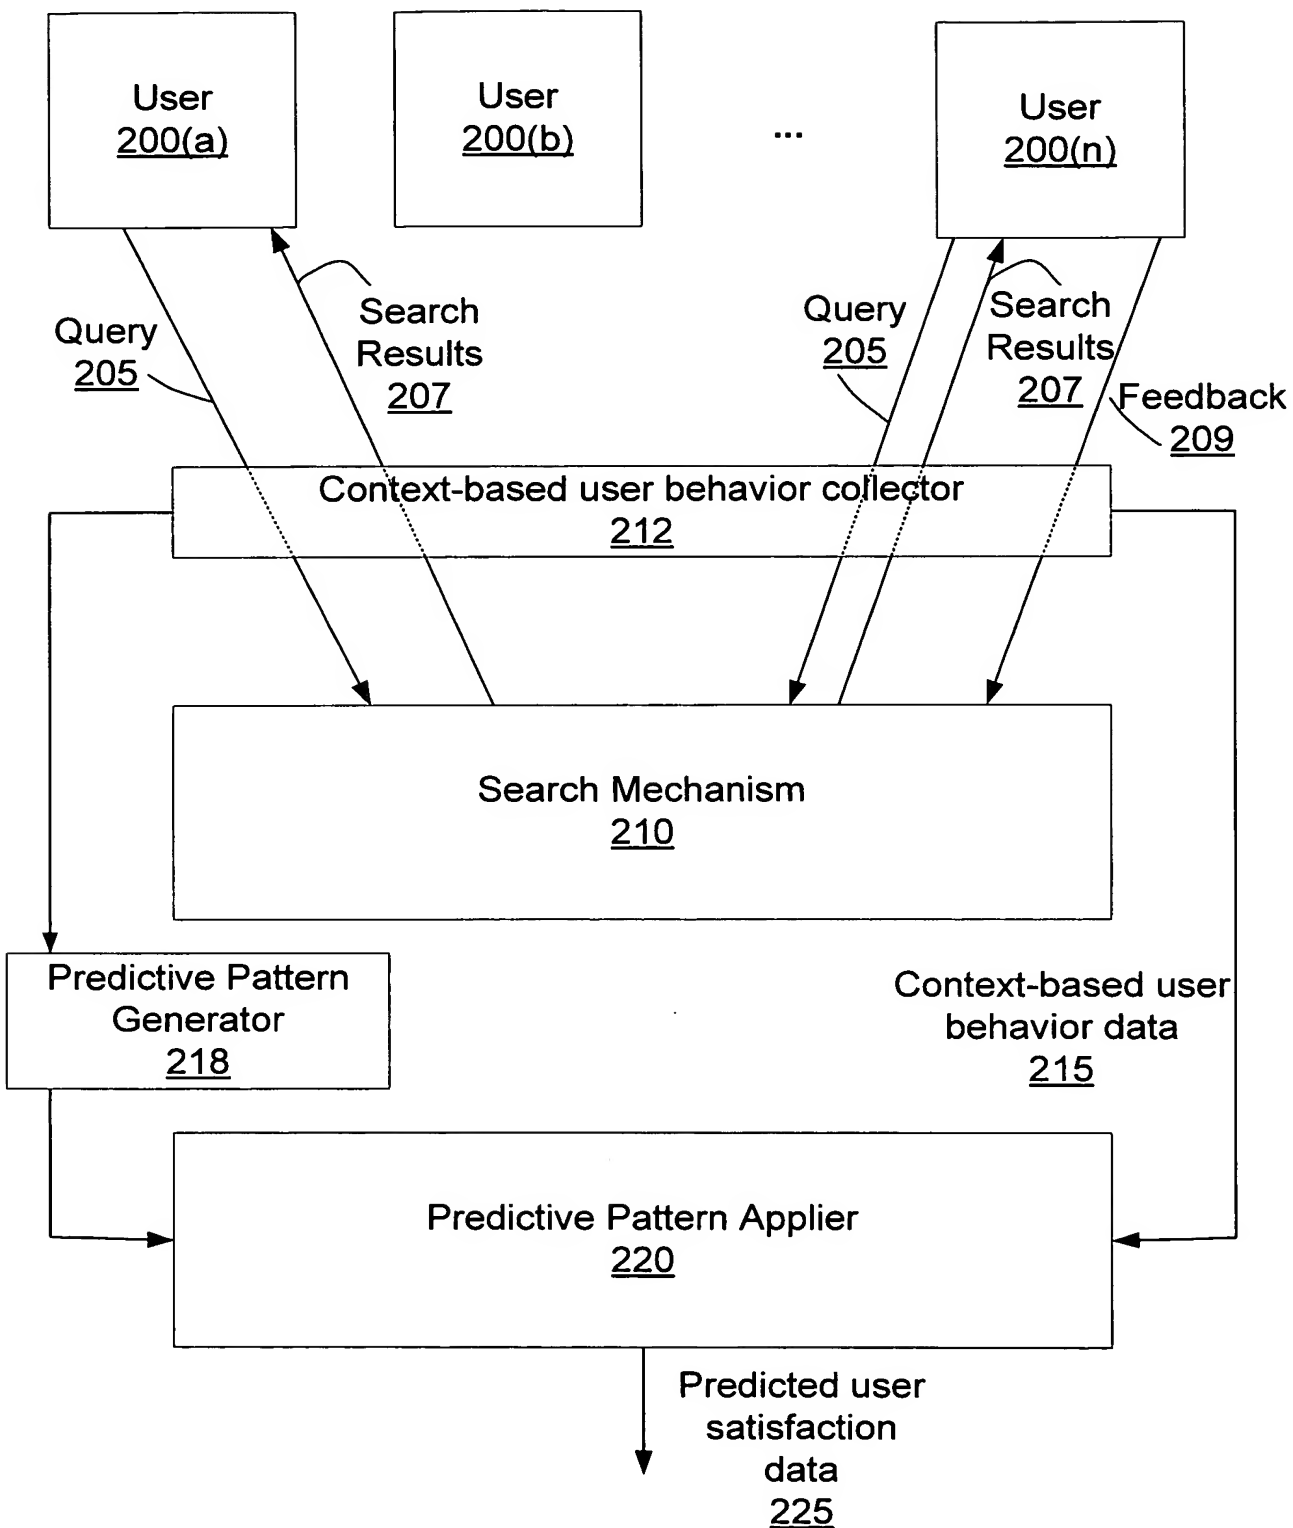 User
200(a)
User
200(b)
...
User
200(n)
Query
205
Search
Results
207
Query
205
Search
Results
207
Feedback
209
Context-based user behavior collector
212
Search Mechanism
210
Predictive Pattern
Generator
218
Context-based user
behavior data
215
Predictive Pattern Applier
220
Predicted user
satisfaction
data
225